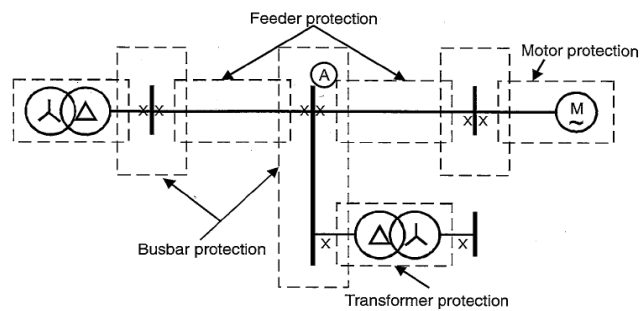 Feeder protection
A
Motor protection
M
~
x x
x x
x x
x
x
Busbar protection
Transformer protection